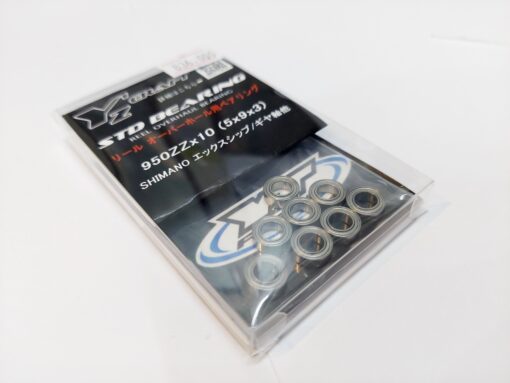 Y'Z CRAFT
STD BEARING
REEL OVERHAUL BEARING
リール オーバーホール用ベアリング
950ZZx10 (5x9x3)
SHIMANO エックスシップ/ギヤ軸他